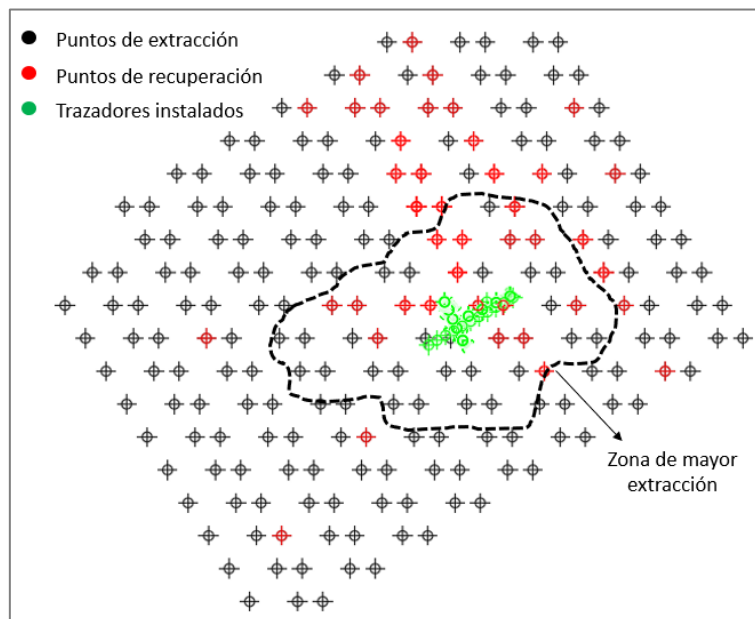 Puntos de extracción
Puntos de recuperación
Trazadores instalados
Zona de mayor
extracción